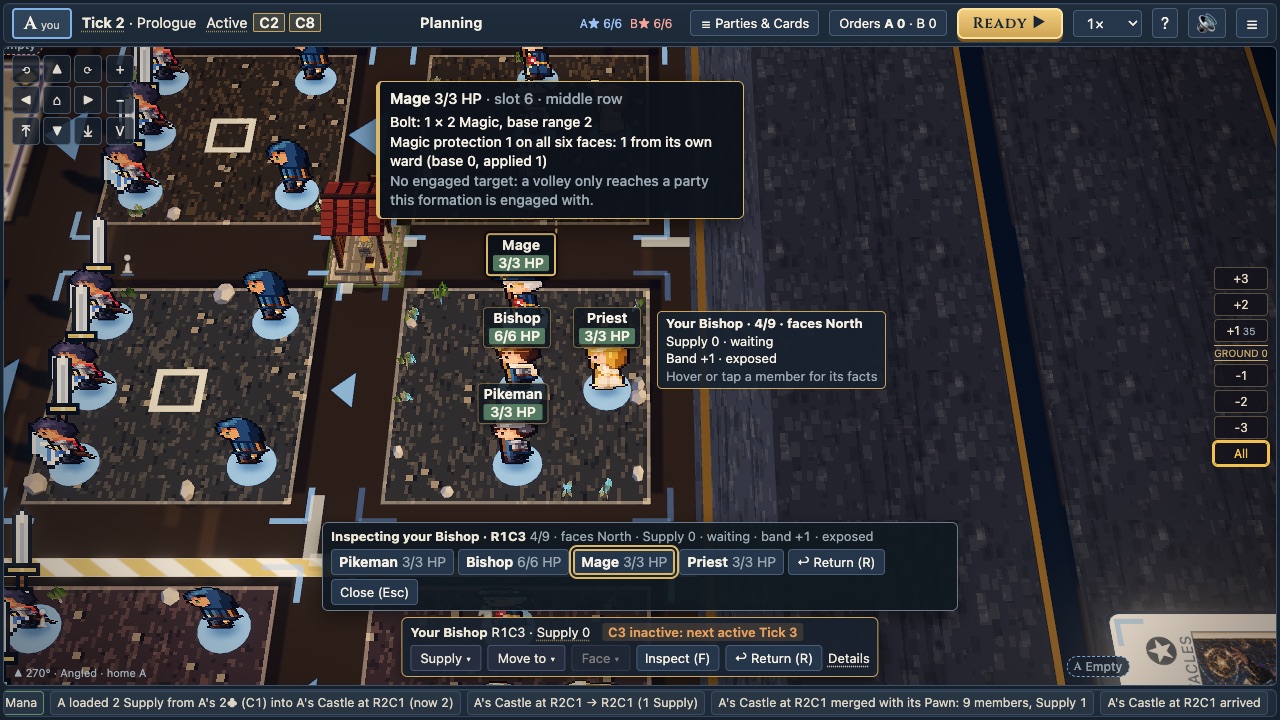 A you
Tick 2 · Prologue Active C2 C8
Planning
A★ 6/6 B★ 6/6
≡ Parties & Cards
Orders A 0 · B 0
READY ▶
1×
?
Mage 3/3 HP · slot 6 · middle row
Bolt: 1 × 2 Magic, base range 2
Magic protection 1 on all six faces: 1 from its own
ward (base 0, applied 1)
No engaged target: a volley only reaches a party
this formation is engaged with.
V
Mage
3/3 HP
Bishop
6/6 HP
Priest
3/3 HP
Pikeman
3/3 HP
Your Bishop · 4/9 · faces North
Supply 0 · waiting
Band +1 · exposed
Hover or tap a member for its facts
+3
+2
+1 35
GROUND 0
-1
-2
-3
All
Inspecting your Bishop · R1C3 4/9 · faces North · Supply 0 · waiting · band +1 · exposed
Pikeman 3/3 HP
Bishop 6/6 HP
Mage 3/3 HP
Priest 3/3 HP
↩ Return (R)
Close (Esc)
Your Bishop R1C3 · Supply 0 C3 inactive: next active Tick 3
Supply ▾
Move to ▾
Face ▾
Inspect (F)
↩ Return (R)
Details
▲ 270° · Angled · home A
A Empty
ACLES
Mana
A loaded 2 Supply from A's 2♣ (C1) into A's Castle at R2C1 (now 2)
A's Castle at R2C1 → R2C1 (1 Supply)
A's Castle at R2C1 merged with its Pawn: 9 members, Supply 1
A's Castle at R2C1 arrived